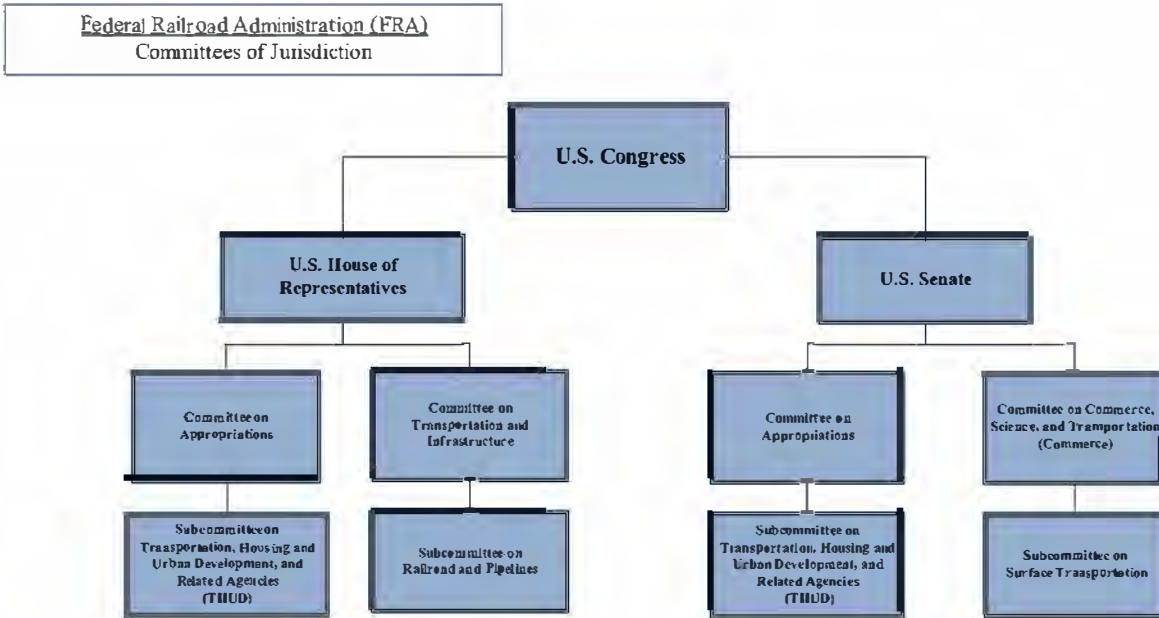 Federal Railroad Administration (FRA)
Committees of Jurisdiction
U.S. Congress
U.S. House of
Representatives
U.S. Senate
Committee on
Appropriations
Committee on
Transportation and
Infrastructure
Committee on
Appropriations
Committee on Commerce,
Science, and Transportation
(Commerce)
Subcommittee on
Transportation, Housing and
Urban Development, and
Related Agencies
(THUD)
Subcommittee on
Railroad and Pipelines
Subcommittee on
Transportation, Housing and
Urban Development, and
Related Agencies
(THUD)
Subcommittee on
Surface Transportation